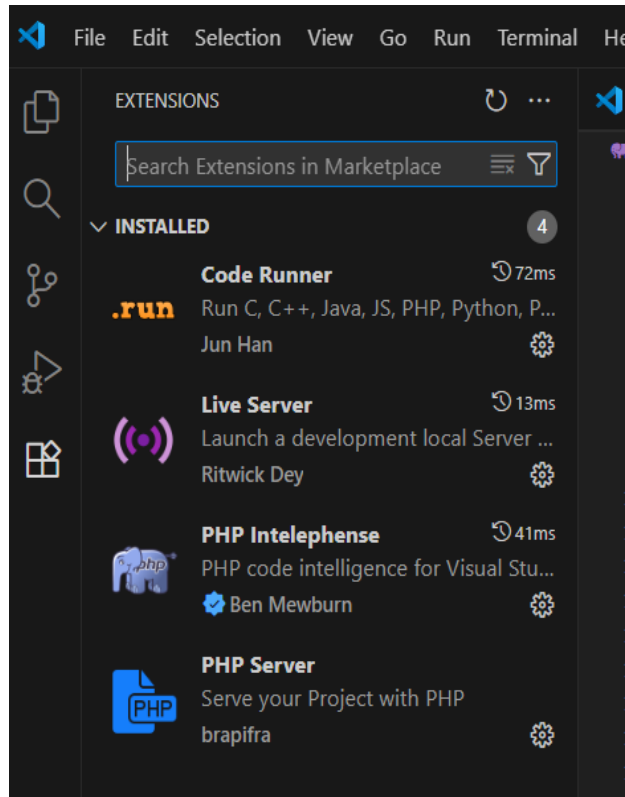 File Edit Selection View Go Run Terminal He
EXTENSIONS
Search Extensions in Marketplace
INSTALLED 4
Code Runner 72ms
.run
Run C, C++, Java, JS, PHP, Python, P...
Jun Han
Live Server 13ms
Launch a development local Server ...
Ritwick Dey
PHP Intelephense 41ms
php
PHP code intelligence for Visual Stu...
Ben Mewburn
PHP Server
PHP
Serve your Project with PHP
brapifra